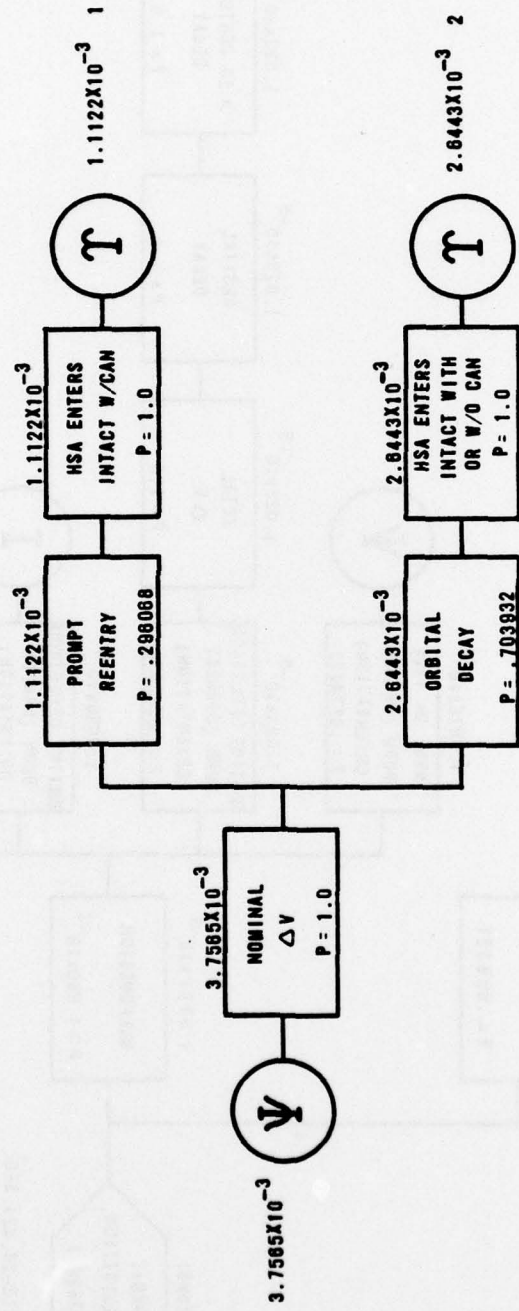 3.7565X10⁻³
Ψ
3.7565X10⁻³
NOMINAL
ΔV
P = 1.0
1.1122X10⁻³
PROMPT
REENTRY
P = .296068
1.1122X10⁻³
HSA ENTERS
INTACT W/CAN
P = 1.0
ϒ
1.1122X10⁻³ 1
2.6443X10⁻³
ORBITAL
DECAY
P = .703932
2.6443X10⁻³
HSA ENTERS
INTACT WITH
OR W/O CAN
P = 1.0
ϒ
2.6443X10⁻³ 2